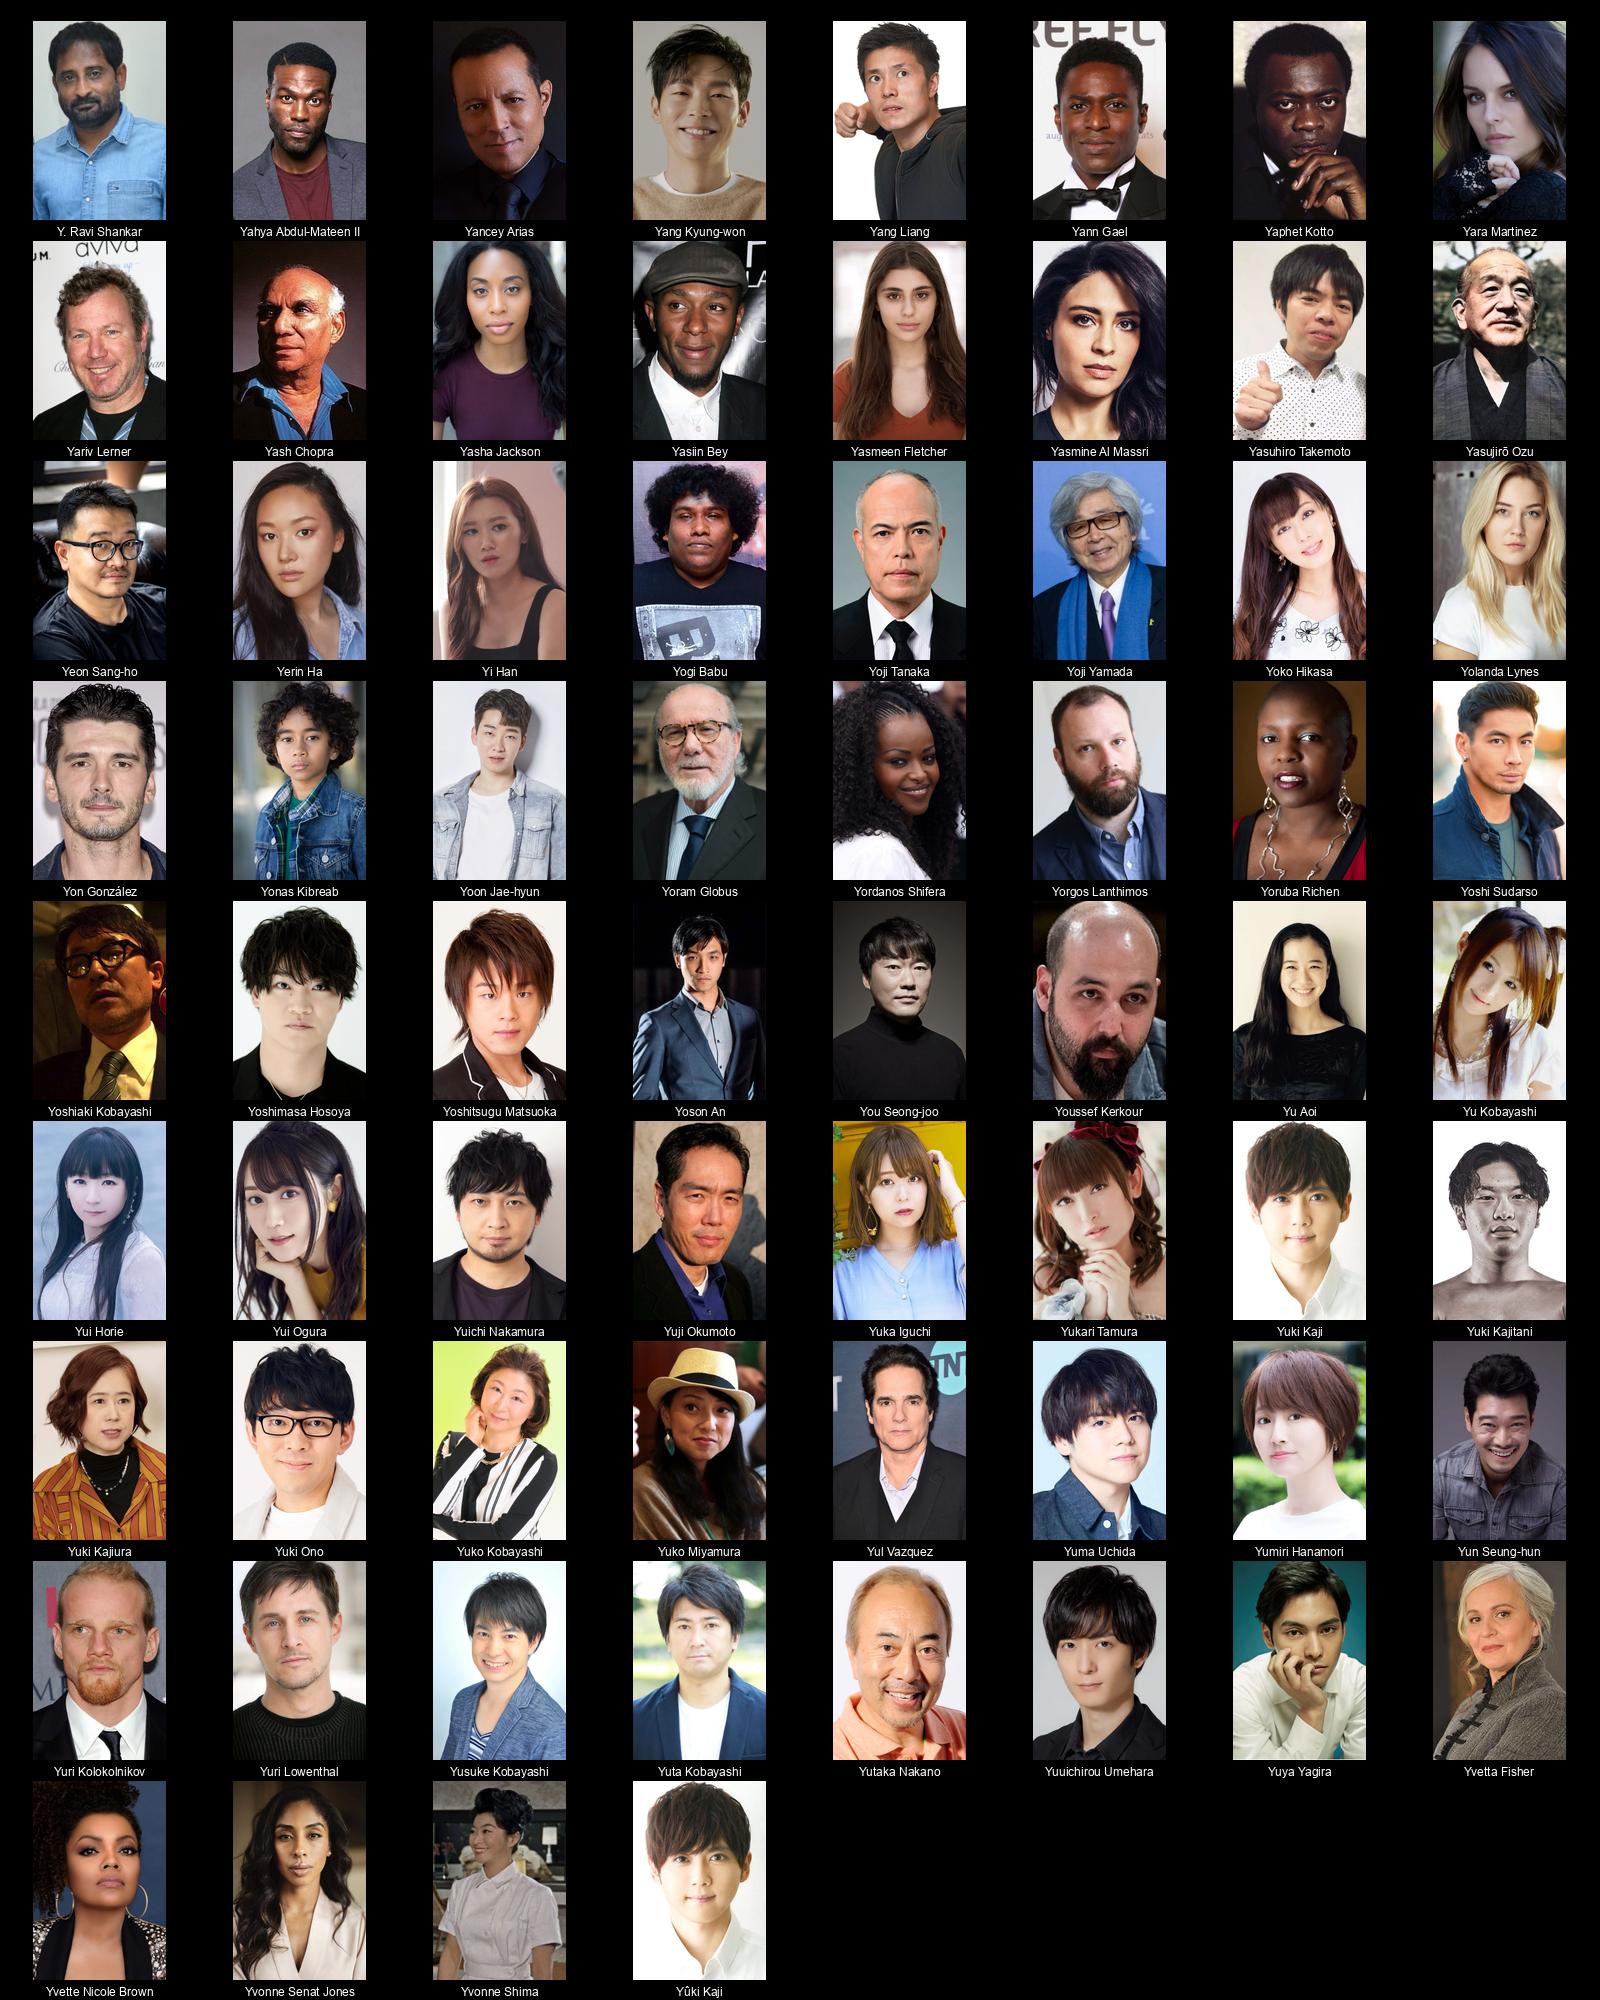 REE FLY
Y. Ravi Shankar
Yahya Abdul-Mateen II
Yancey Arias
Yang Kyung-won
Yang Liang
Yann Gael
Yaphet Kotto
Yara Martinez
aviva
Yariv Lerner
Yash Chopra
Yasha Jackson
Yasiin Bey
Yasmeen Fletcher
Yasmine Al Massri
Yasuhiro Takemoto
Yasujirō Ozu
Yeon Sang-ho
Yerin Ha
Yi Han
Yogi Babu
Yoji Tanaka
Yoji Yamada
Yoko Hikasa
Yolanda Lynes
Yon González
Yonas Kibreab
Yoon Jae-hyun
Yoram Globus
Yordanos Shifera
Yorgos Lanthimos
Yoruba Richen
Yoshi Sudarso
Yoshiaki Kobayashi
Yoshimasa Hosoya
Yoshitsugu Matsuoka
Yoson An
You Seong-joo
Youssef Kerkour
Yu Aoi
Yu Kobayashi
Yui Horie
Yui Ogura
Yuichi Nakamura
Yuji Okumoto
Yuka Iguchi
Yukari Tamura
Yuki Kaji
Yuki Kajitani
TNT
Yuki Kajiura
Yuki Ono
Yuko Kobayashi
Yuko Miyamura
Yul Vazquez
Yuma Uchida
Yumiri Hanamori
Yun Seung-hun
Yuri Kolokolnikov
Yuri Lowenthal
Yusuke Kobayashi
Yuta Kobayashi
Yutaka Nakano
Yuuichirou Umehara
Yuya Yagira
Yvetta Fisher
Yvette Nicole Brown
Yvonne Senat Jones
Yvonne Shima
Yûki Kaji